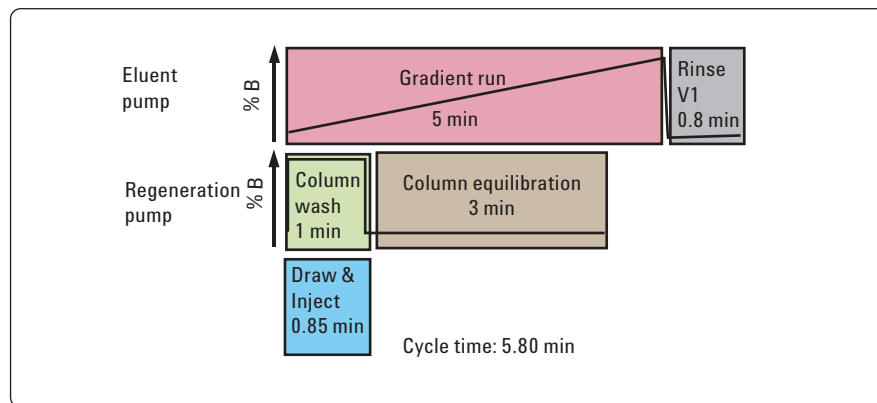 Eluent
pump
% B
Gradient run
5 min
Rinse
V1
0.8 min
Regeneration
pump
% B
Column
wash
1 min
Column equilibration
3 min
Draw &
Inject
0.85 min
Cycle time: 5.80 min